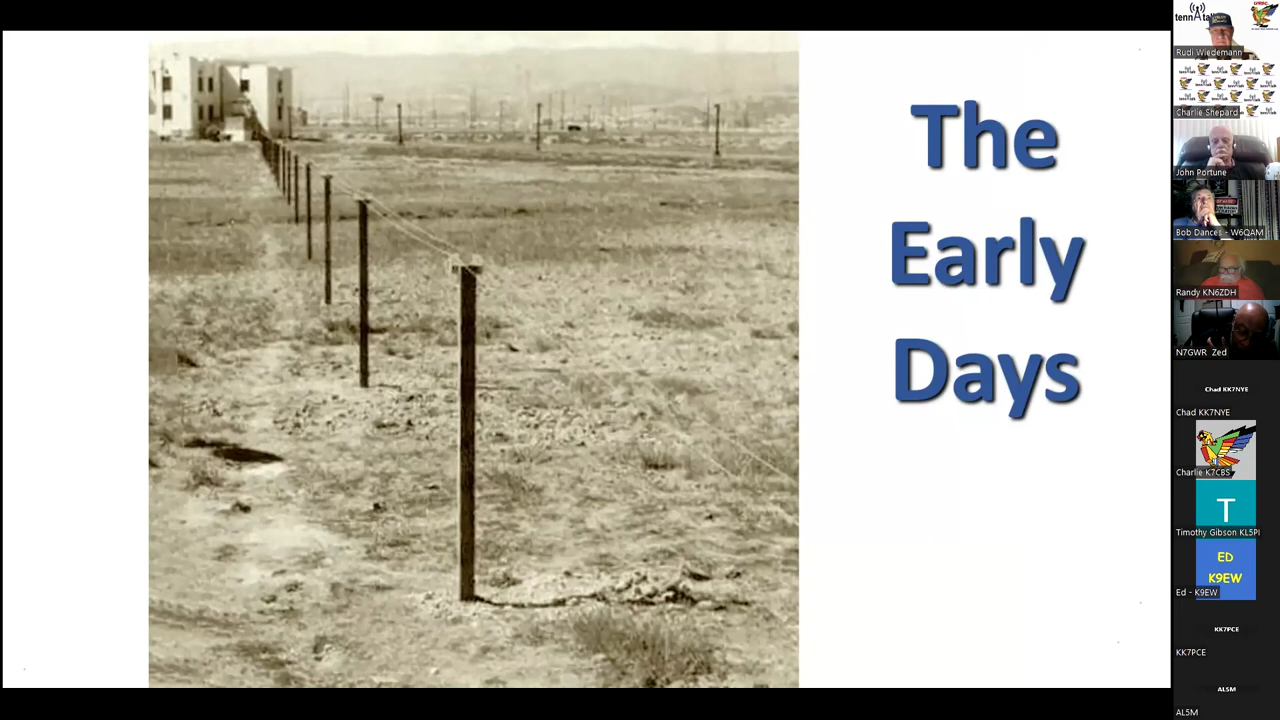 The
Early
Days
tennAtalk
Rudi Wiedemann
Charlie Shepard
John Portune
Bob Dances - W6QAM
Randy KN6ZDH
N7GWR Zed
Chad KK7NYE
Chad KK7NYE
Charlie K7CBS
T
Timothy Gibson KL5PI
ED
K9EW
Ed - K9EW
KK7PCE
KK7PCE
AL5M
AL5M